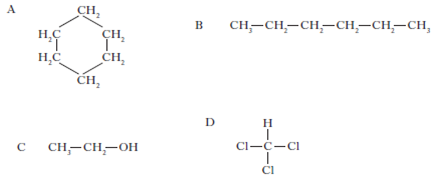 A
CH₂
H₂C CH₂
H₂C CH₂
CH₂
B CH₃—CH₂—CH₂—CH₂—CH₂—CH₃
C CH₃—CH₂—OH
D
H
Cl—C—Cl
Cl